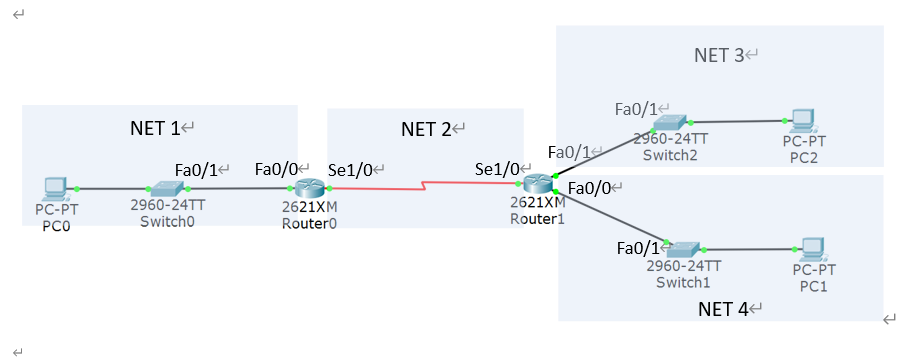 NET 1
Fa0/1
Fa0/0
PC-PT
PC0
2960-24TT
Switch0
2621XM
Router0
NET 2
Se1/0
Se1/0
2621XM
Router1
NET 3
Fa0/1
Fa0/1
2960-24TT
Switch2
PC-PT
PC2
Fa0/0
Fa0/1
2960-24TT
Switch1
PC-PT
PC1
NET 4